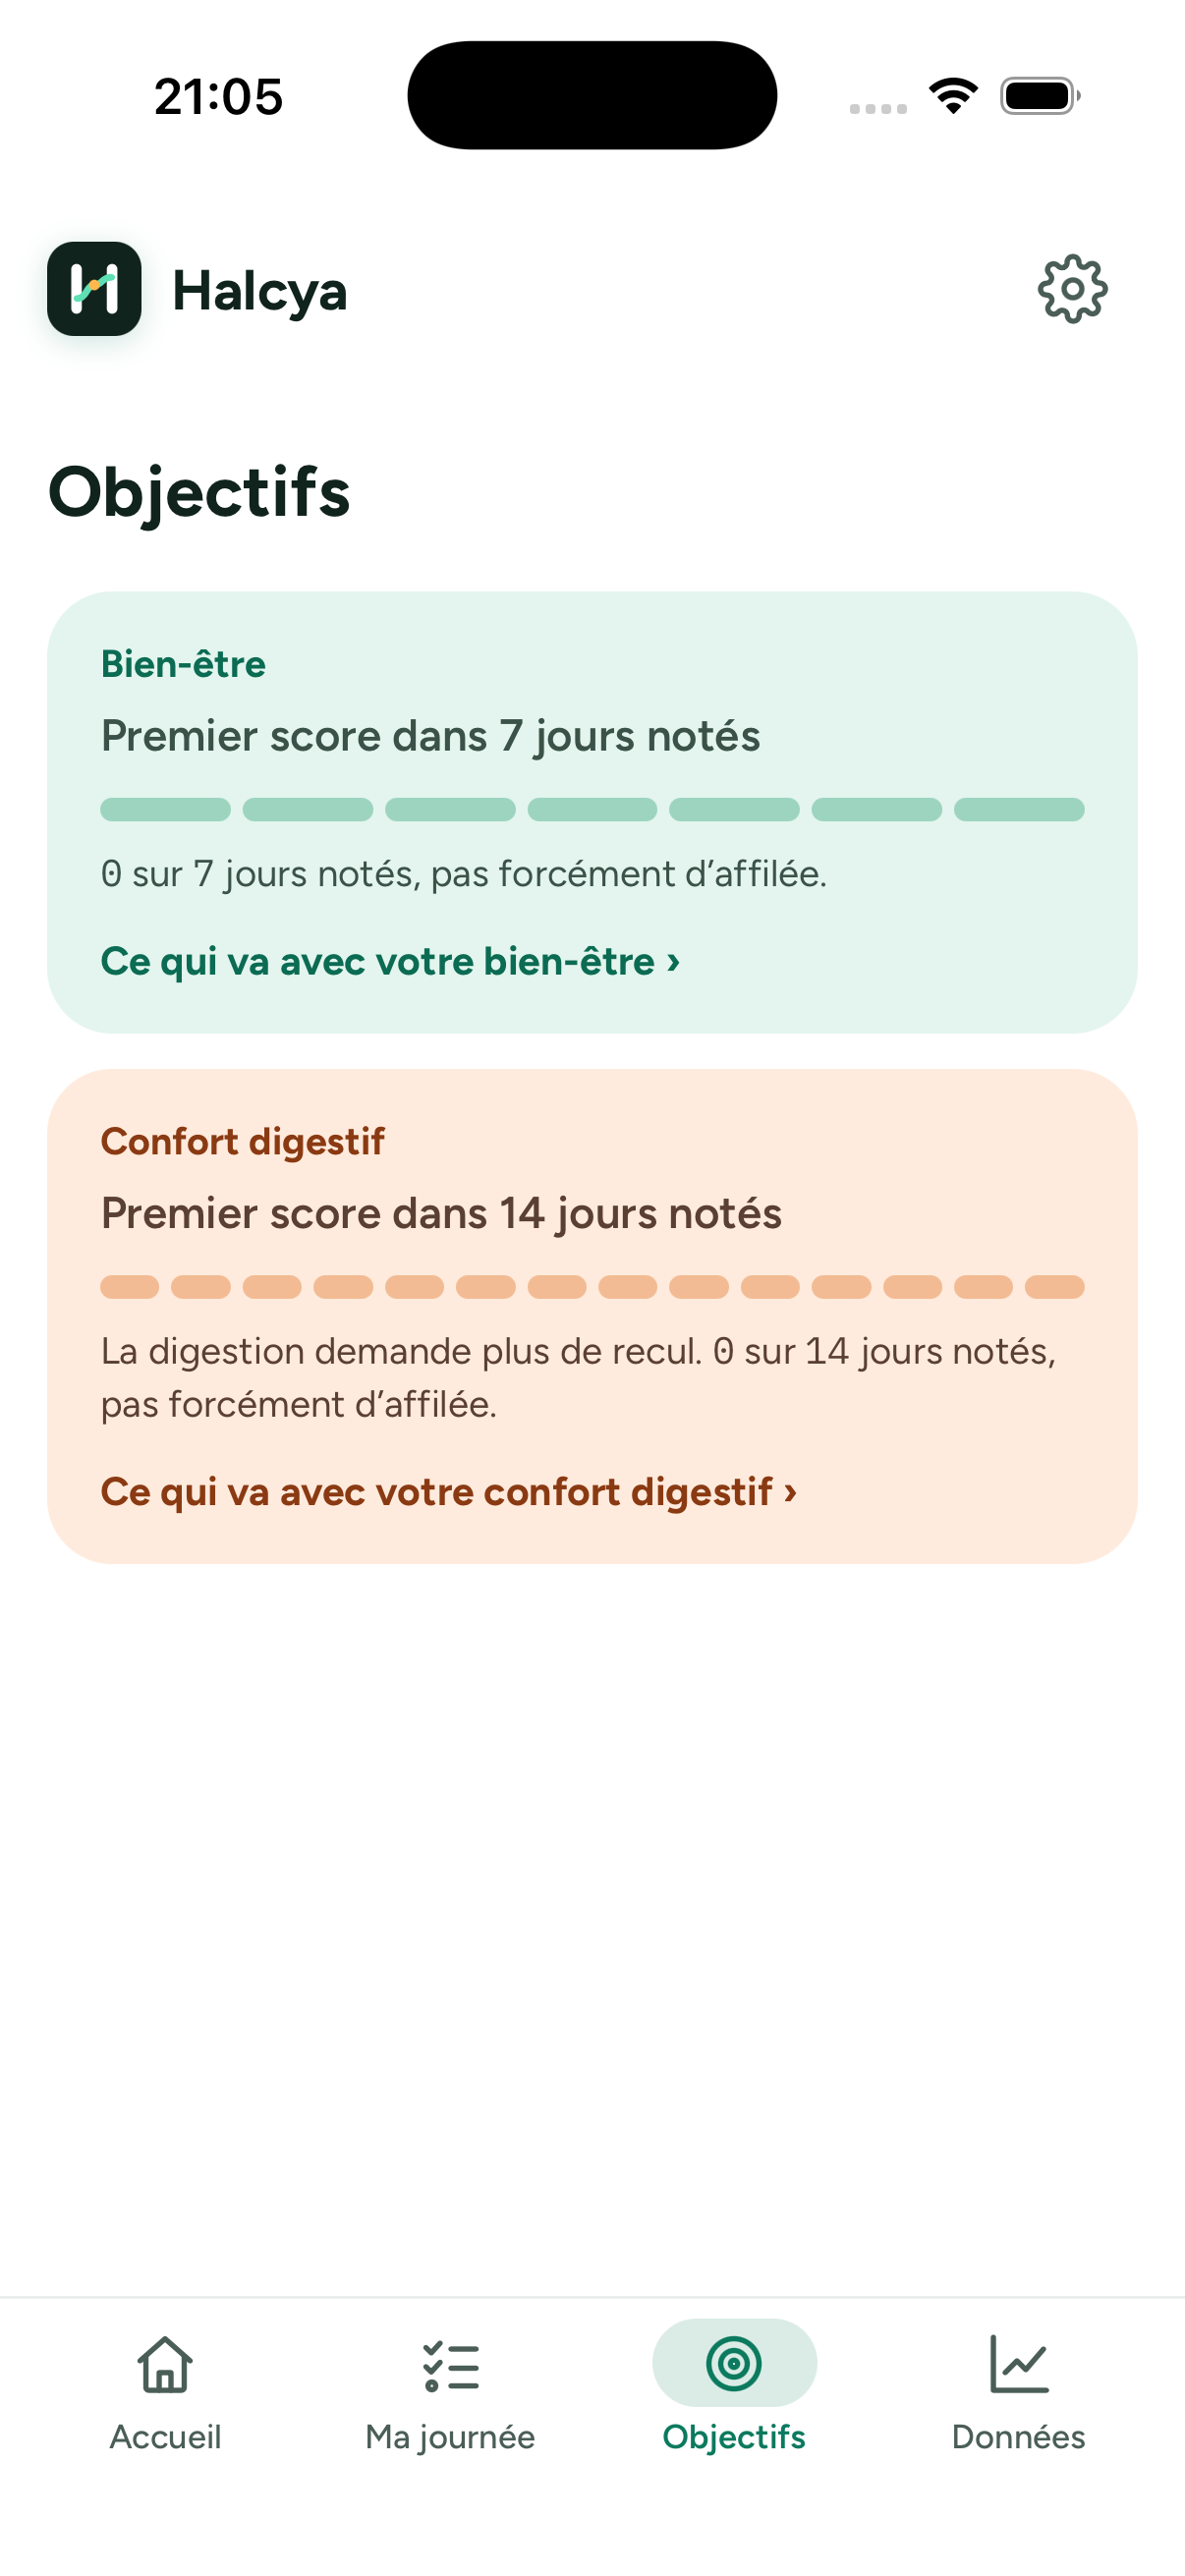 21:05
Halcya
Objectifs
Bien-être
Premier score dans 7 jours notés
0 sur 7 jours notés, pas forcément d’affilée.
Ce qui va avec votre bien-être ›
Confort digestif
Premier score dans 14 jours notés
La digestion demande plus de recul. 0 sur 14 jours notés,
pas forcément d’affilée.
Ce qui va avec votre confort digestif ›
Accueil
Ma journée
Objectifs
Données